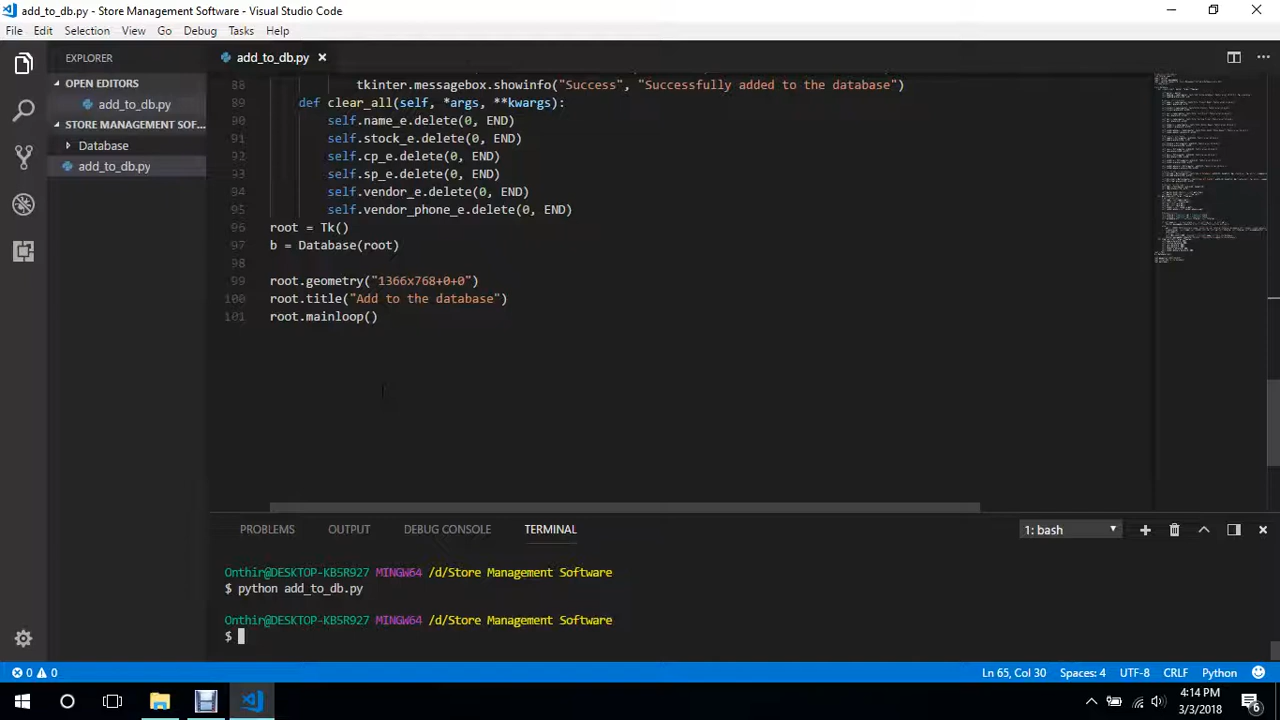 add_to_db.py - Store Management Software - Visual Studio Code
File Edit Selection View Go Debug Tasks Help
EXPLORER
OPEN EDITORS
add_to_db.py
STORE MANAGEMENT SOF...
Database
add_to_db.py
add_to_db.py
88 tkinter.messagebox.showinfo("Success", "Successfully added to the database")
89 def clear_all(self, *args, **kwargs):
90 self.name_e.delete(0, END)
91 self.stock_e.delete(0, END)
92 self.cp_e.delete(0, END)
93 self.sp_e.delete(0, END)
94 self.vendor_e.delete(0, END)
95 self.vendor_phone_e.delete(0, END)
96 root = Tk()
97 b = Database(root)
98
99 root.geometry("1366x768+0+0")
100 root.title("Add to the database")
101 root.mainloop()
PROBLEMS OUTPUT DEBUG CONSOLE TERMINAL
1: bash
Onthir@DESKTOP-KB5R927 MINGW64 /d/Store Management Software
$ python add_to_db.py
Onthir@DESKTOP-KB5R927 MINGW64 /d/Store Management Software
$
0 0 Ln 65, Col 30 Spaces: 4 UTF-8 CRLF Python
4:14 PM
3/3/2018
6